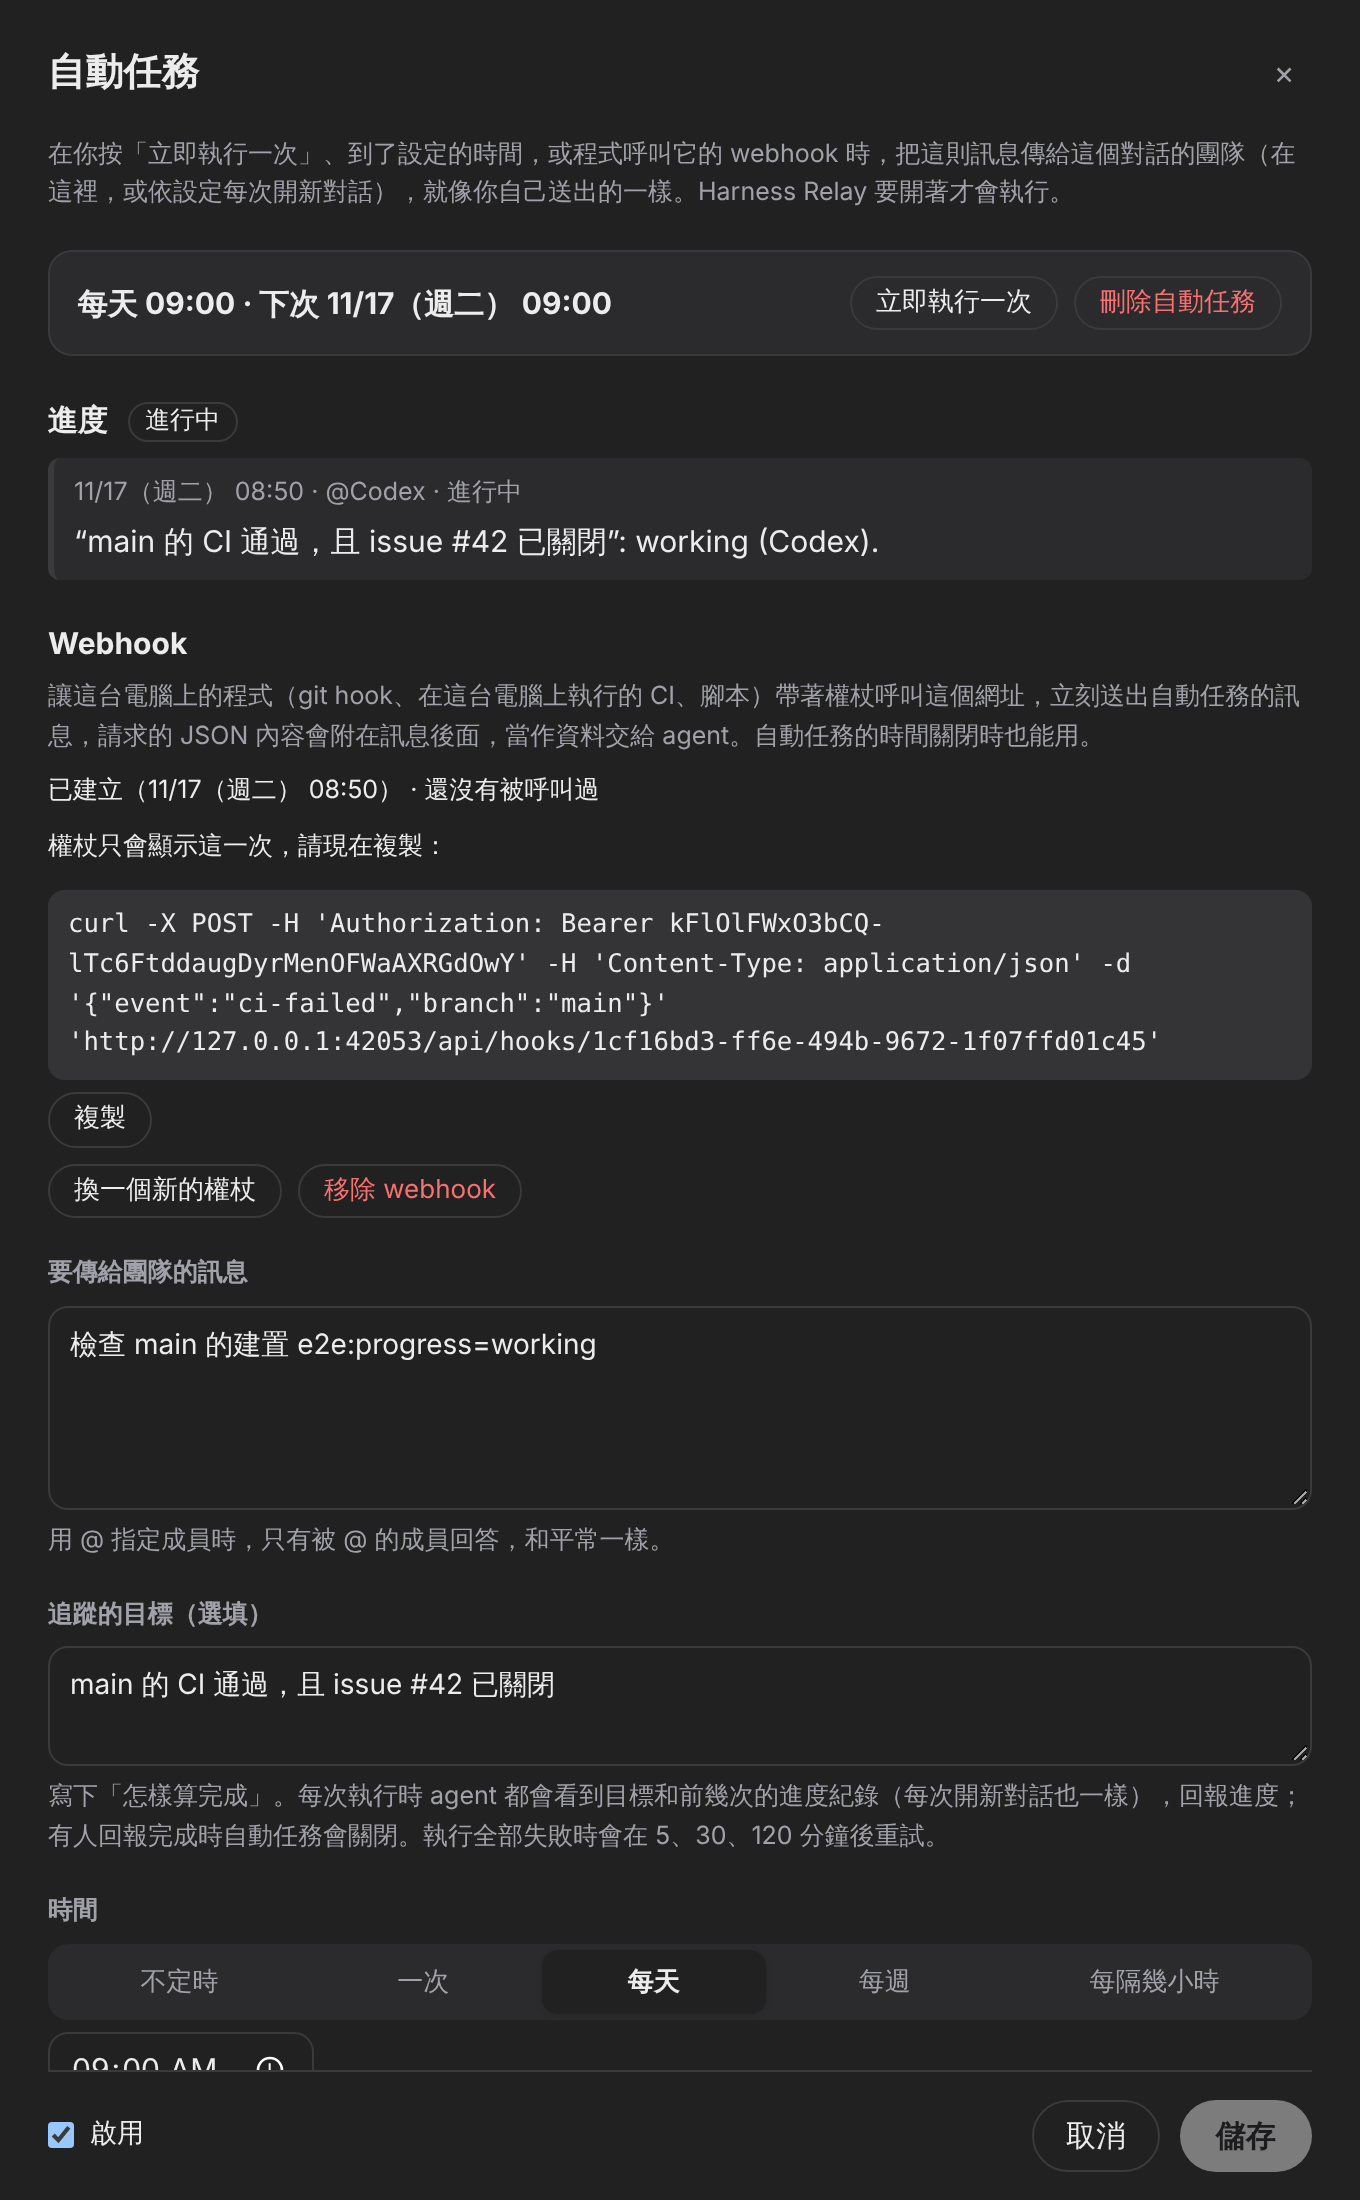 自動任務
×
在你按「立即執行一次」、到了設定的時間，或程式呼叫它的 webhook 時，把這則訊息傳給這個對話的團隊（在
這裡，或依設定每次開新對話），就像你自己送出的一樣。Harness Relay 要開著才會執行。
每天 09:00 · 下次 11/17（週二） 09:00 立即執行一次 刪除自動任務
進度 進行中
11/17（週二） 08:50 · @Codex · 進行中
“main 的 CI 通過，且 issue #42 已關閉”: working (Codex).
Webhook
讓這台電腦上的程式（git hook、在這台電腦上執行的 CI、腳本）帶著權杖呼叫這個網址，立刻送出自動任務的訊
息，請求的 JSON 內容會附在訊息後面，當作資料交給 agent。自動任務的時間關閉時也能用。
已建立（11/17（週二） 08:50） · 還沒有被呼叫過
權杖只會顯示這一次，請現在複製：
curl -X POST -H 'Authorization: Bearer kFlOlFWxO3bCQ-
lTc6FtddaugDyrMenOFWaAXRGdOwY' -H 'Content-Type: application/json' -d
'{"event":"ci-failed","branch":"main"}'
'http://127.0.0.1:42053/api/hooks/1cf16bd3-ff6e-494b-9672-1f07ffd01c45'
複製
換一個新的權杖 移除 webhook
要傳給團隊的訊息
檢查 main 的建置 e2e:progress=working
用 @ 指定成員時，只有被 @ 的成員回答，和平常一樣。
追蹤的目標（選填）
main 的 CI 通過，且 issue #42 已關閉
寫下「怎樣算完成」。每次執行時 agent 都會看到目標和前幾次的進度紀錄（每次開新對話也一樣），回報進度；
有人回報完成時自動任務會關閉。執行全部失敗時會在 5、30、120 分鐘後重試。
時間
不定時 一次 每天 每週 每隔幾小時
09:00 AM
啟用 取消 儲存